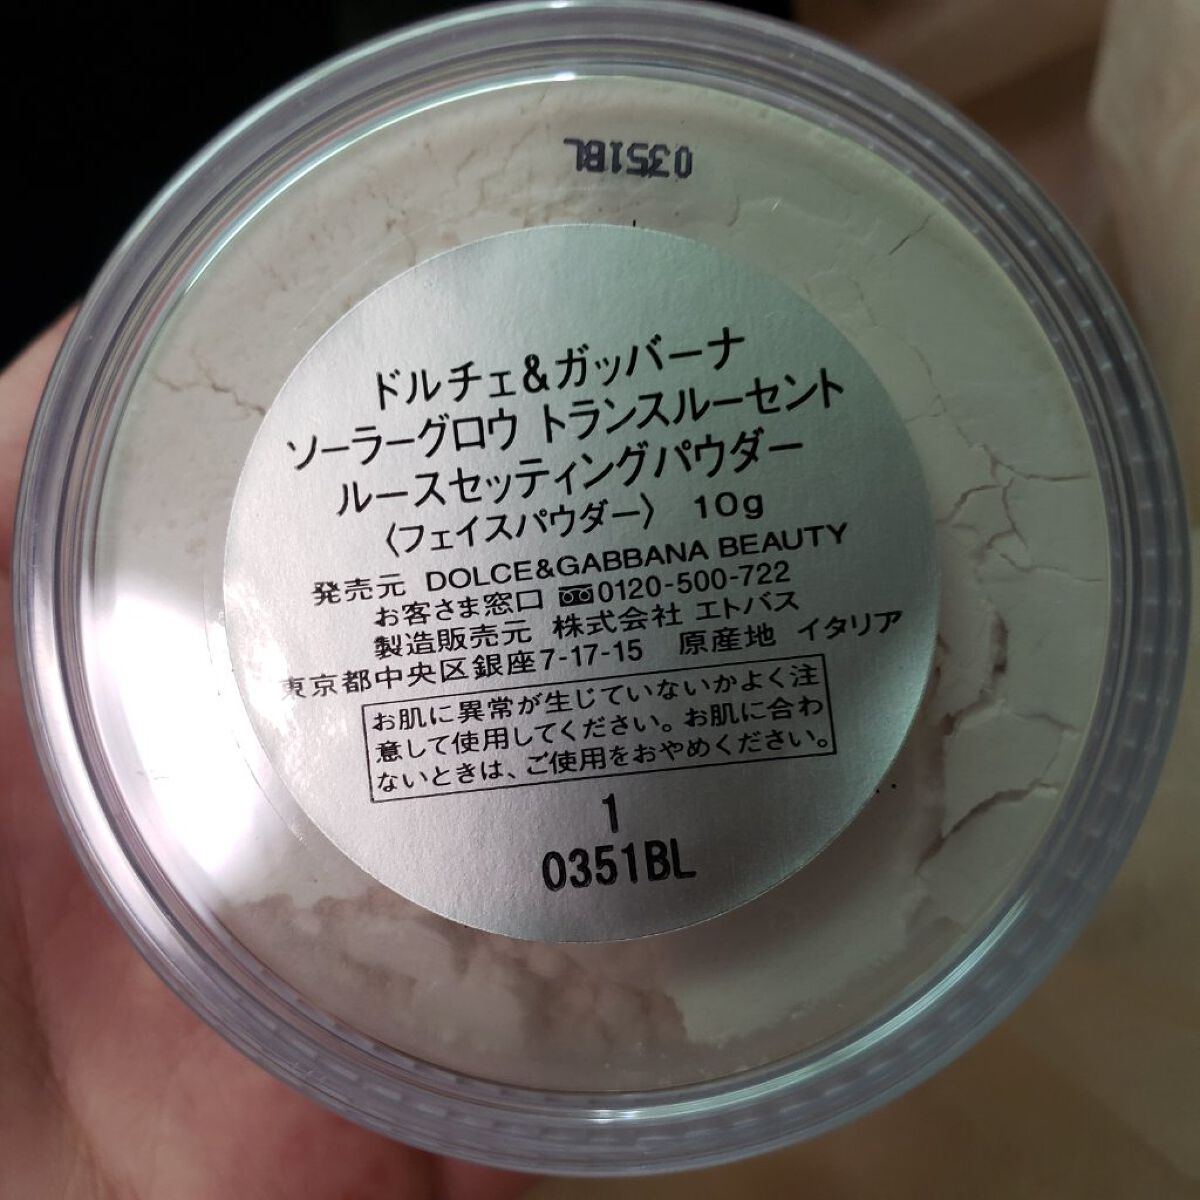 0351BL
ドルチェ&ガッバーナ
ソーラーグロウ トランスルーセント
ルースセッティングパウダー
〈フェイスパウダー〉 10g
発売元 DOLCE&GABBANA BEAUTY
お客さま窓口 0120-500-722
製造販売元 株式会社 エトバス
東京都中央区銀座7-17-15 原産地 イタリア
お肌に異常が生じていないかよく注
意して使用してください。お肌に合わ
ないときは、ご使用をおやめください。
1
0351BL